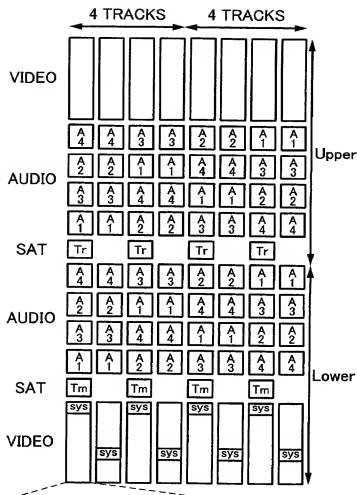 4 TRACKS 4 TRACKS
VIDEO
A4 A4 A3 A3 A2 A2 A1 A1
Upper
A2 A2 A1 A1 A4 A4 A3 A3
AUDIO
A3 A3 A4 A4 A1 A1 A2 A2
A1 A1 A2 A2 A3 A3 A4 A4
SAT Tr Tr Tr Tr
A4 A4 A3 A3 A2 A2 A1 A1
A2 A2 A1 A1 A4 A4 A3 A3
AUDIO
A3 A3 A4 A4 A1 A1 A2 A2
A1 A1 A2 A2 A3 A3 A4 A4
Lower
SAT Tm Tm Tm Tm
sys sys sys sys
VIDEO
sys sys sys sys